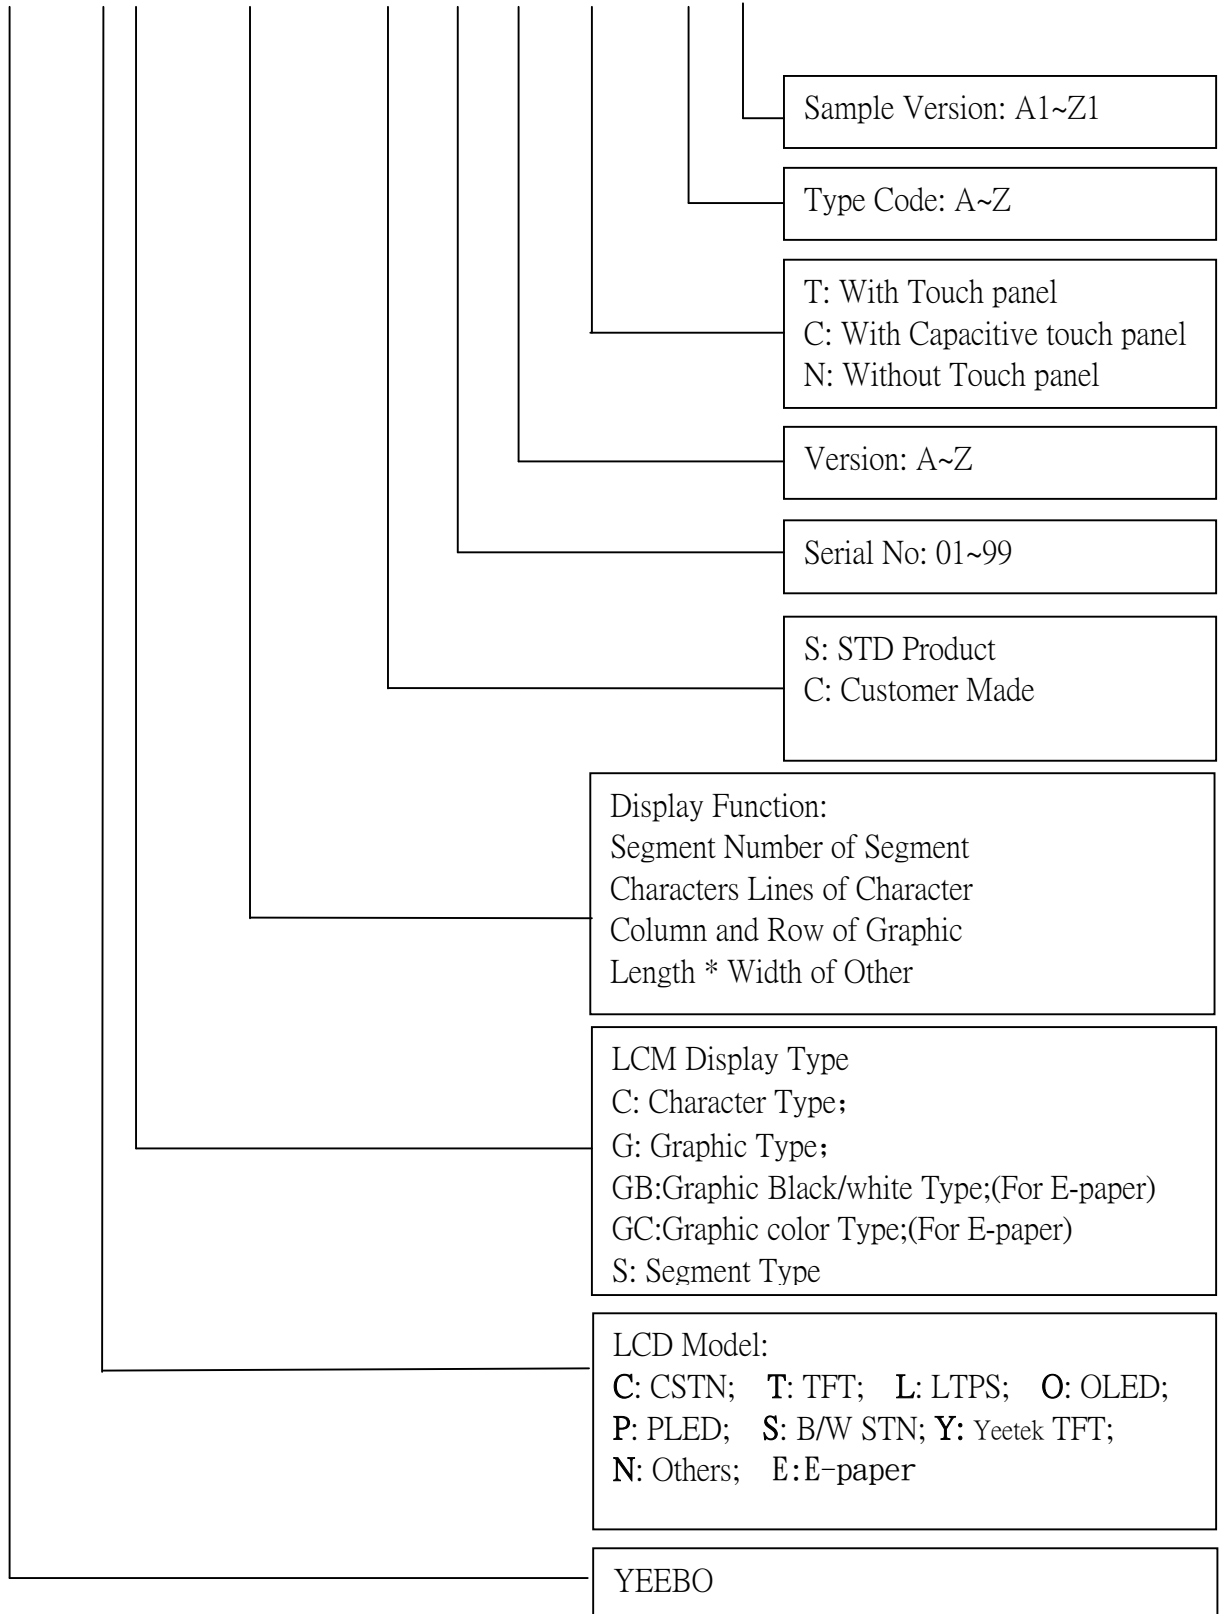 Sample Version: A1~Z1
Type Code: A~Z
T: With Touch panel
C: With Capacitive touch panel
N: Without Touch panel
Version: A~Z
Serial No: 01~99
S: STD Product
C: Customer Made
Display Function:
Segment Number of Segment
Characters Lines of Character
Column and Row of Graphic
Length * Width of Other
LCM Display Type
C: Character Type；
G: Graphic Type；
GB:Graphic Black/white Type;(For E-paper)
GC:Graphic color Type;(For E-paper)
S: Segment Type
LCD Model:
C: CSTN; T: TFT; L: LTPS; O: OLED;
P: PLED; S: B/W STN; Y: Yeetek TFT;
N: Others; E:E-paper
YEEBO